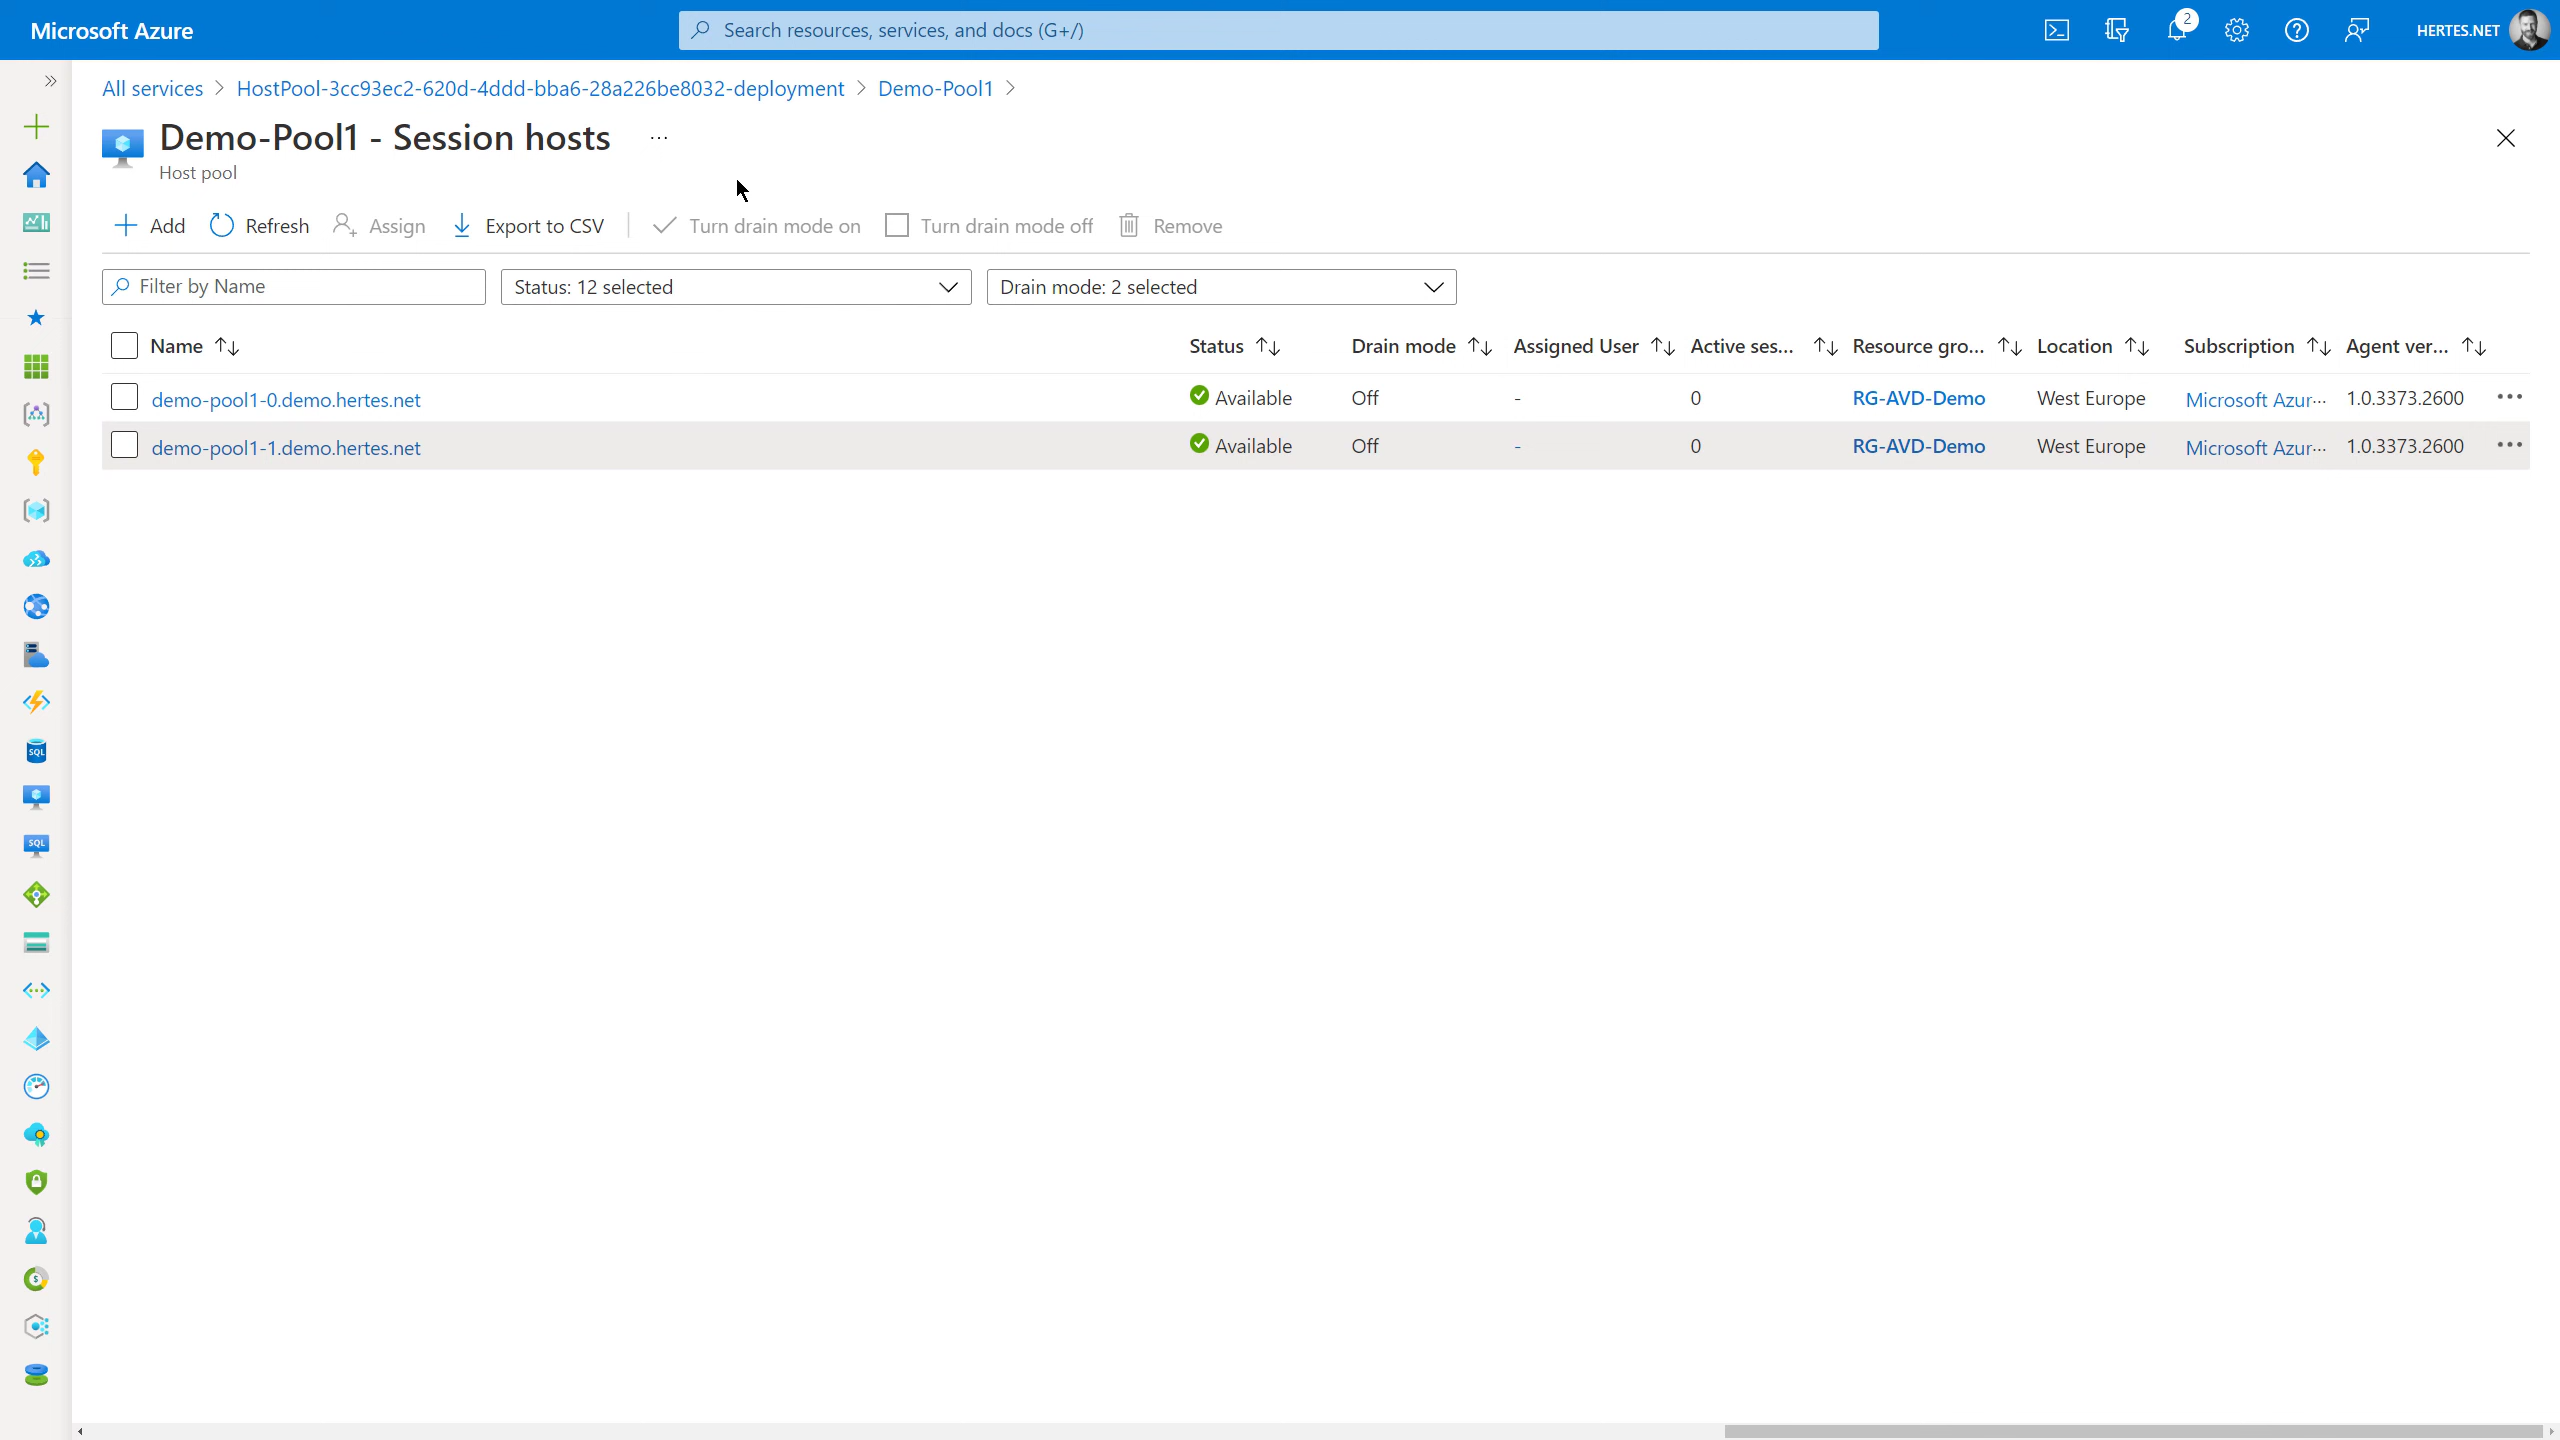 Microsoft Azure
Search resources, services, and docs (G+/)
2
HERTES.NET
All services > HostPool-3cc93ec2-620d-4ddd-bba6-28a226be8032-deployment > Demo-Pool1 >
Demo-Pool1 - Session hosts ...
Host pool
Add Refresh Assign Export to CSV Turn drain mode on Turn drain mode off Remove
Filter by Name Status: 12 selected Drain mode: 2 selected
Name Status Drain mode Assigned User Active ses... Resource gro... Location Subscription Agent ver...
demo-pool1-0.demo.hertes.net Available Off - 0 RG-AVD-Demo West Europe Microsoft Azur... 1.0.3373.2600 ...
demo-pool1-1.demo.hertes.net Available Off - 0 RG-AVD-Demo West Europe Microsoft Azur... 1.0.3373.2600 ...
SQL
SQL